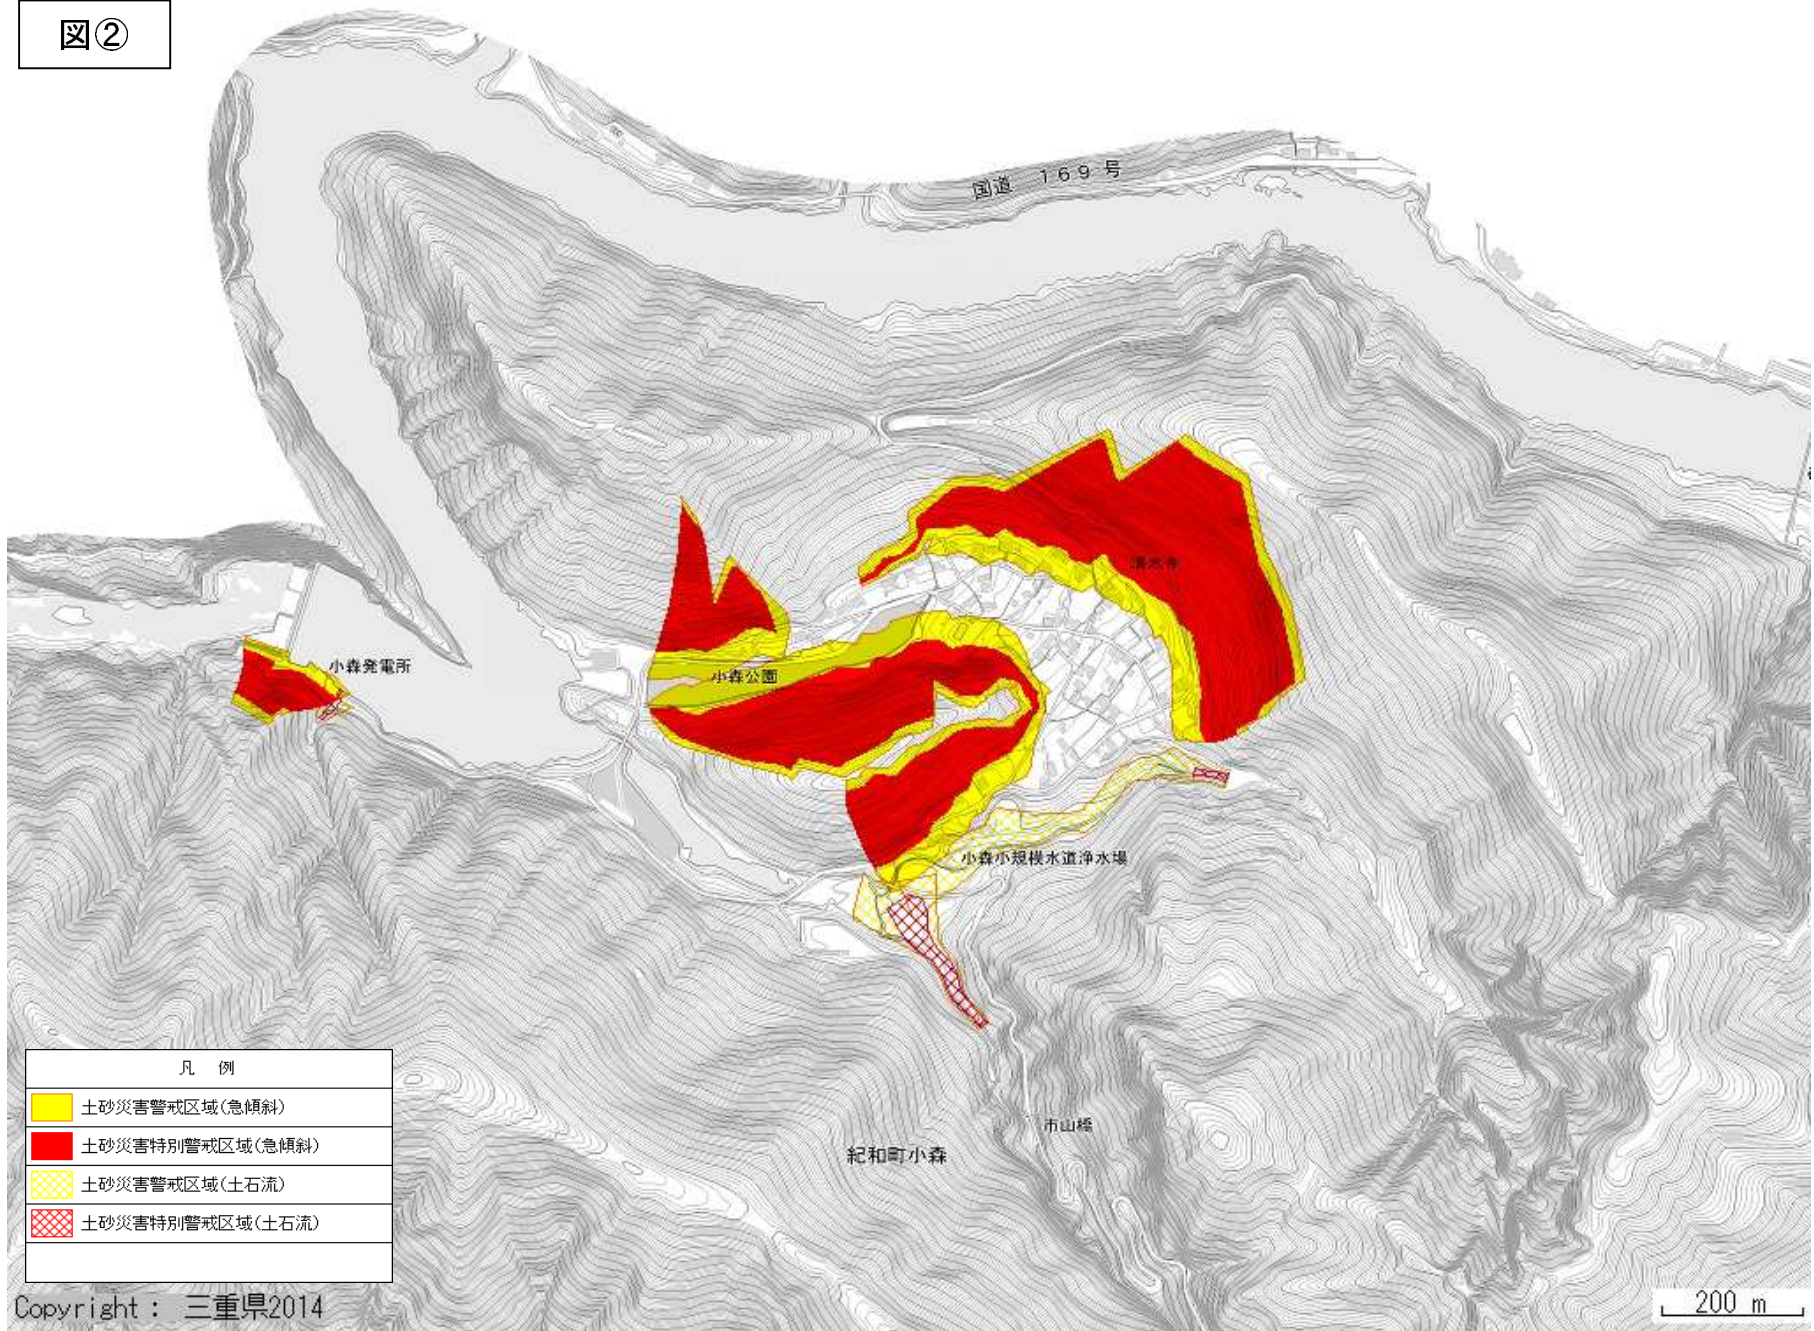 図②
国道 169 号
清水寺
小森発電所
小森公園
小森小規模水道浄水場
市山橋
紀和町小森
凡 例
土砂災害警戒区域(急傾斜)
土砂災害特別警戒区域(急傾斜)
土砂災害警戒区域(土石流)
土砂災害特別警戒区域(土石流)
Copyright : 三重県2014
200 m